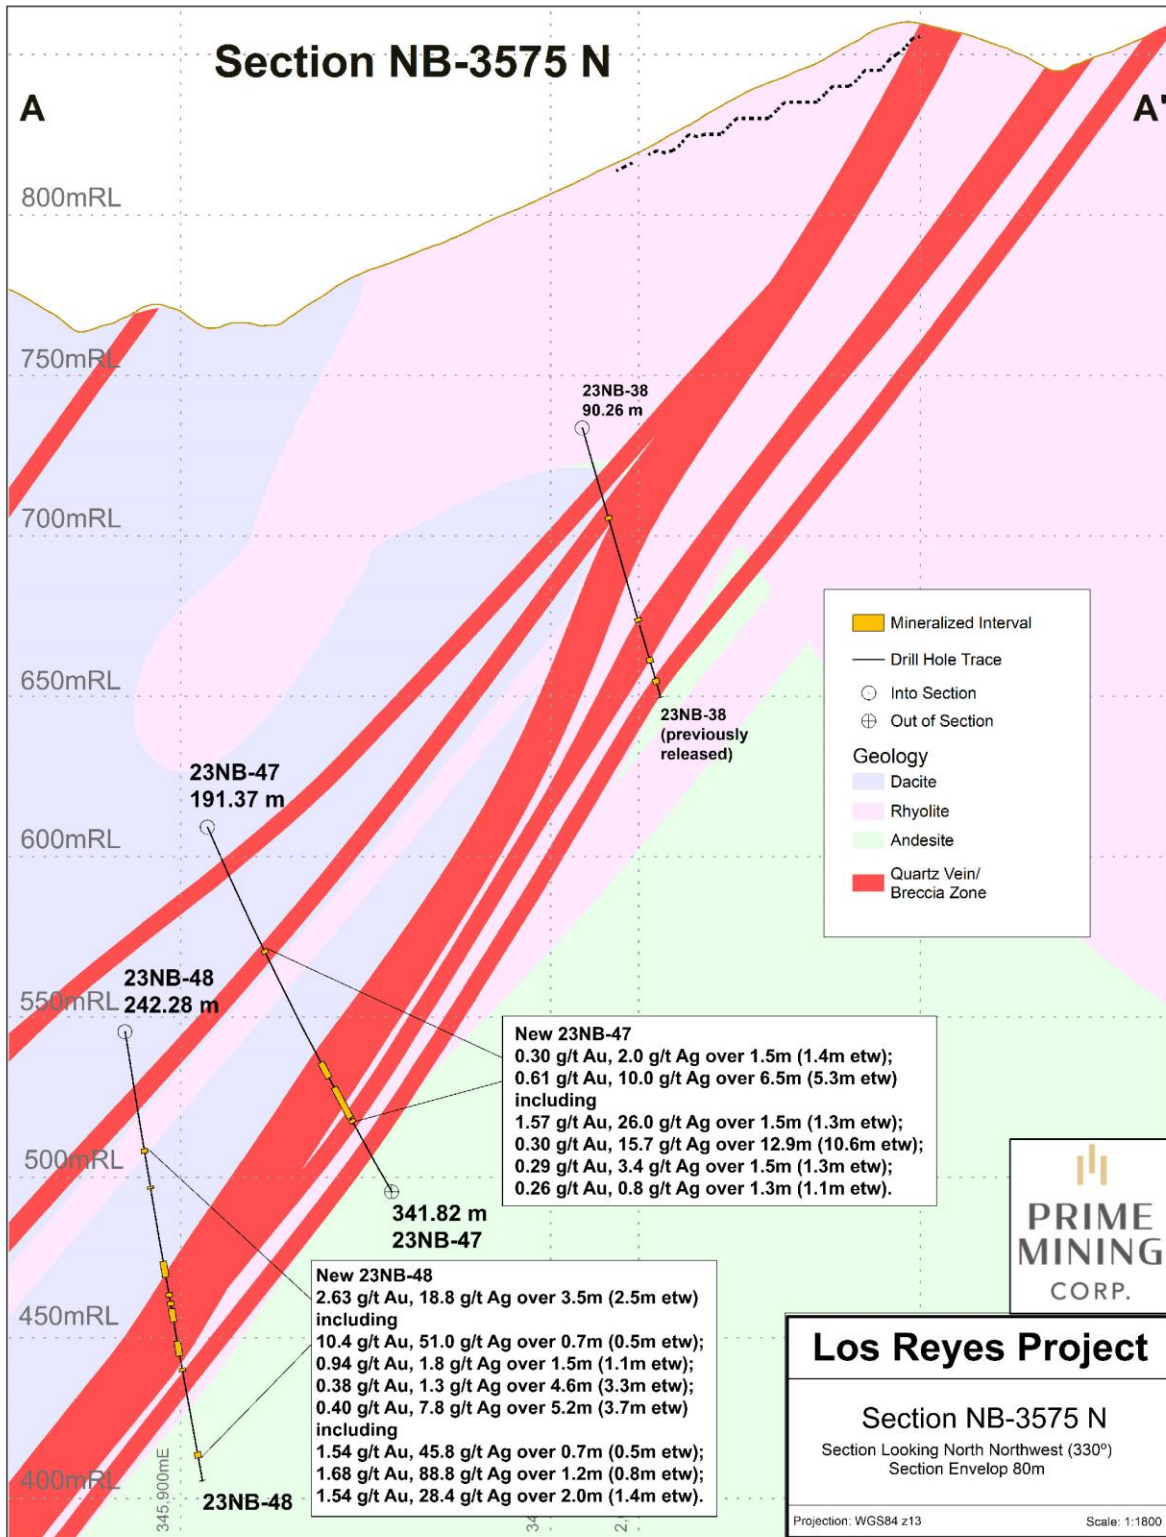 Section NB-3575 N
A
A'
800mRL
750mRL
23NB-38
90.26 m
700mRL
650mRL
23NB-38
(previously
released)
Mineralized Interval
Drill Hole Trace
Into Section
Out of Section
Geology
Dacite
Rhyolite
Andesite
Quartz Vein/
Breccia Zone
23NB-47
191.37 m
600mRL
23NB-48
242.28 m
550mRL
New 23NB-47
0.30 g/t Au, 2.0 g/t Ag over 1.5m (1.4m etw);
0.61 g/t Au, 10.0 g/t Ag over 6.5m (5.3m etw)
including
1.57 g/t Au, 26.0 g/t Ag over 1.5m (1.3m etw);
0.30 g/t Au, 15.7 g/t Ag over 12.9m (10.6m etw);
0.29 g/t Au, 3.4 g/t Ag over 1.5m (1.3m etw);
0.26 g/t Au, 0.8 g/t Ag over 1.3m (1.1m etw).
500mRL
341.82 m
23NB-47
New 23NB-48
2.63 g/t Au, 18.8 g/t Ag over 3.5m (2.5m etw)
including
10.4 g/t Au, 51.0 g/t Ag over 0.7m (0.5m etw);
0.94 g/t Au, 1.8 g/t Ag over 1.5m (1.1m etw);
0.38 g/t Au, 1.3 g/t Ag over 4.6m (3.3m etw);
0.40 g/t Au, 7.8 g/t Ag over 5.2m (3.7m etw)
including
1.54 g/t Au, 45.8 g/t Ag over 0.7m (0.5m etw);
1.68 g/t Au, 88.8 g/t Ag over 1.2m (0.8m etw);
1.54 g/t Au, 28.4 g/t Ag over 2.0m (1.4m etw).
450mRL
400mRL
345,900mE
23NB-48
34
2,
PRIME
MINING
CORP.
Los Reyes Project
Section NB-3575 N
Section Looking North Northwest (330º)
Section Envelop 80m
Projection: WGS84 z13
Scale: 1:1800